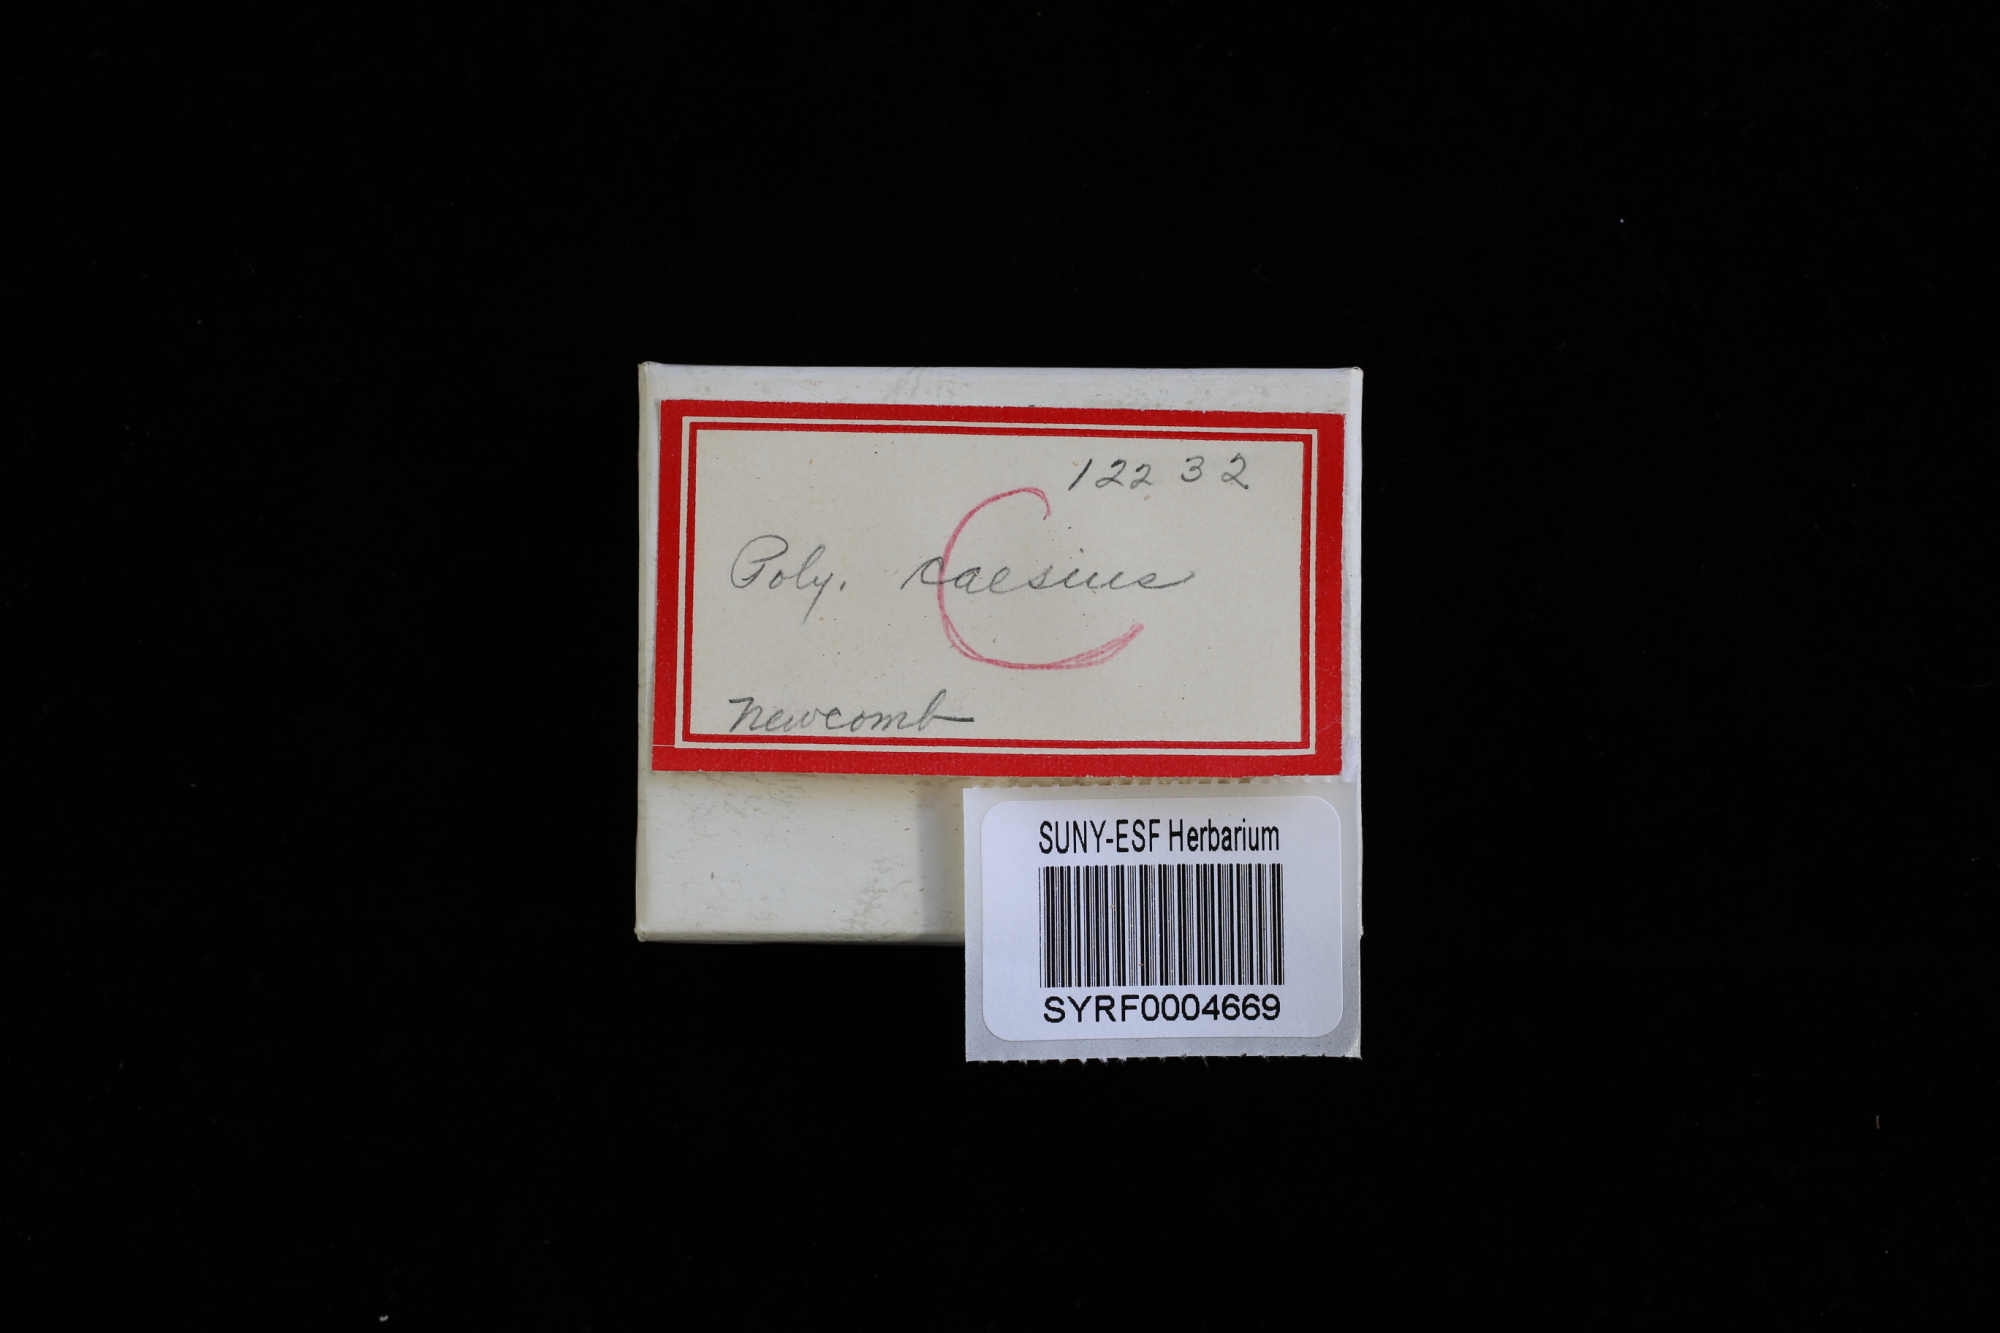 12232
Poly. caesius
C
Newcomb
SUNY-ESF Herbarium
SYRF0004669